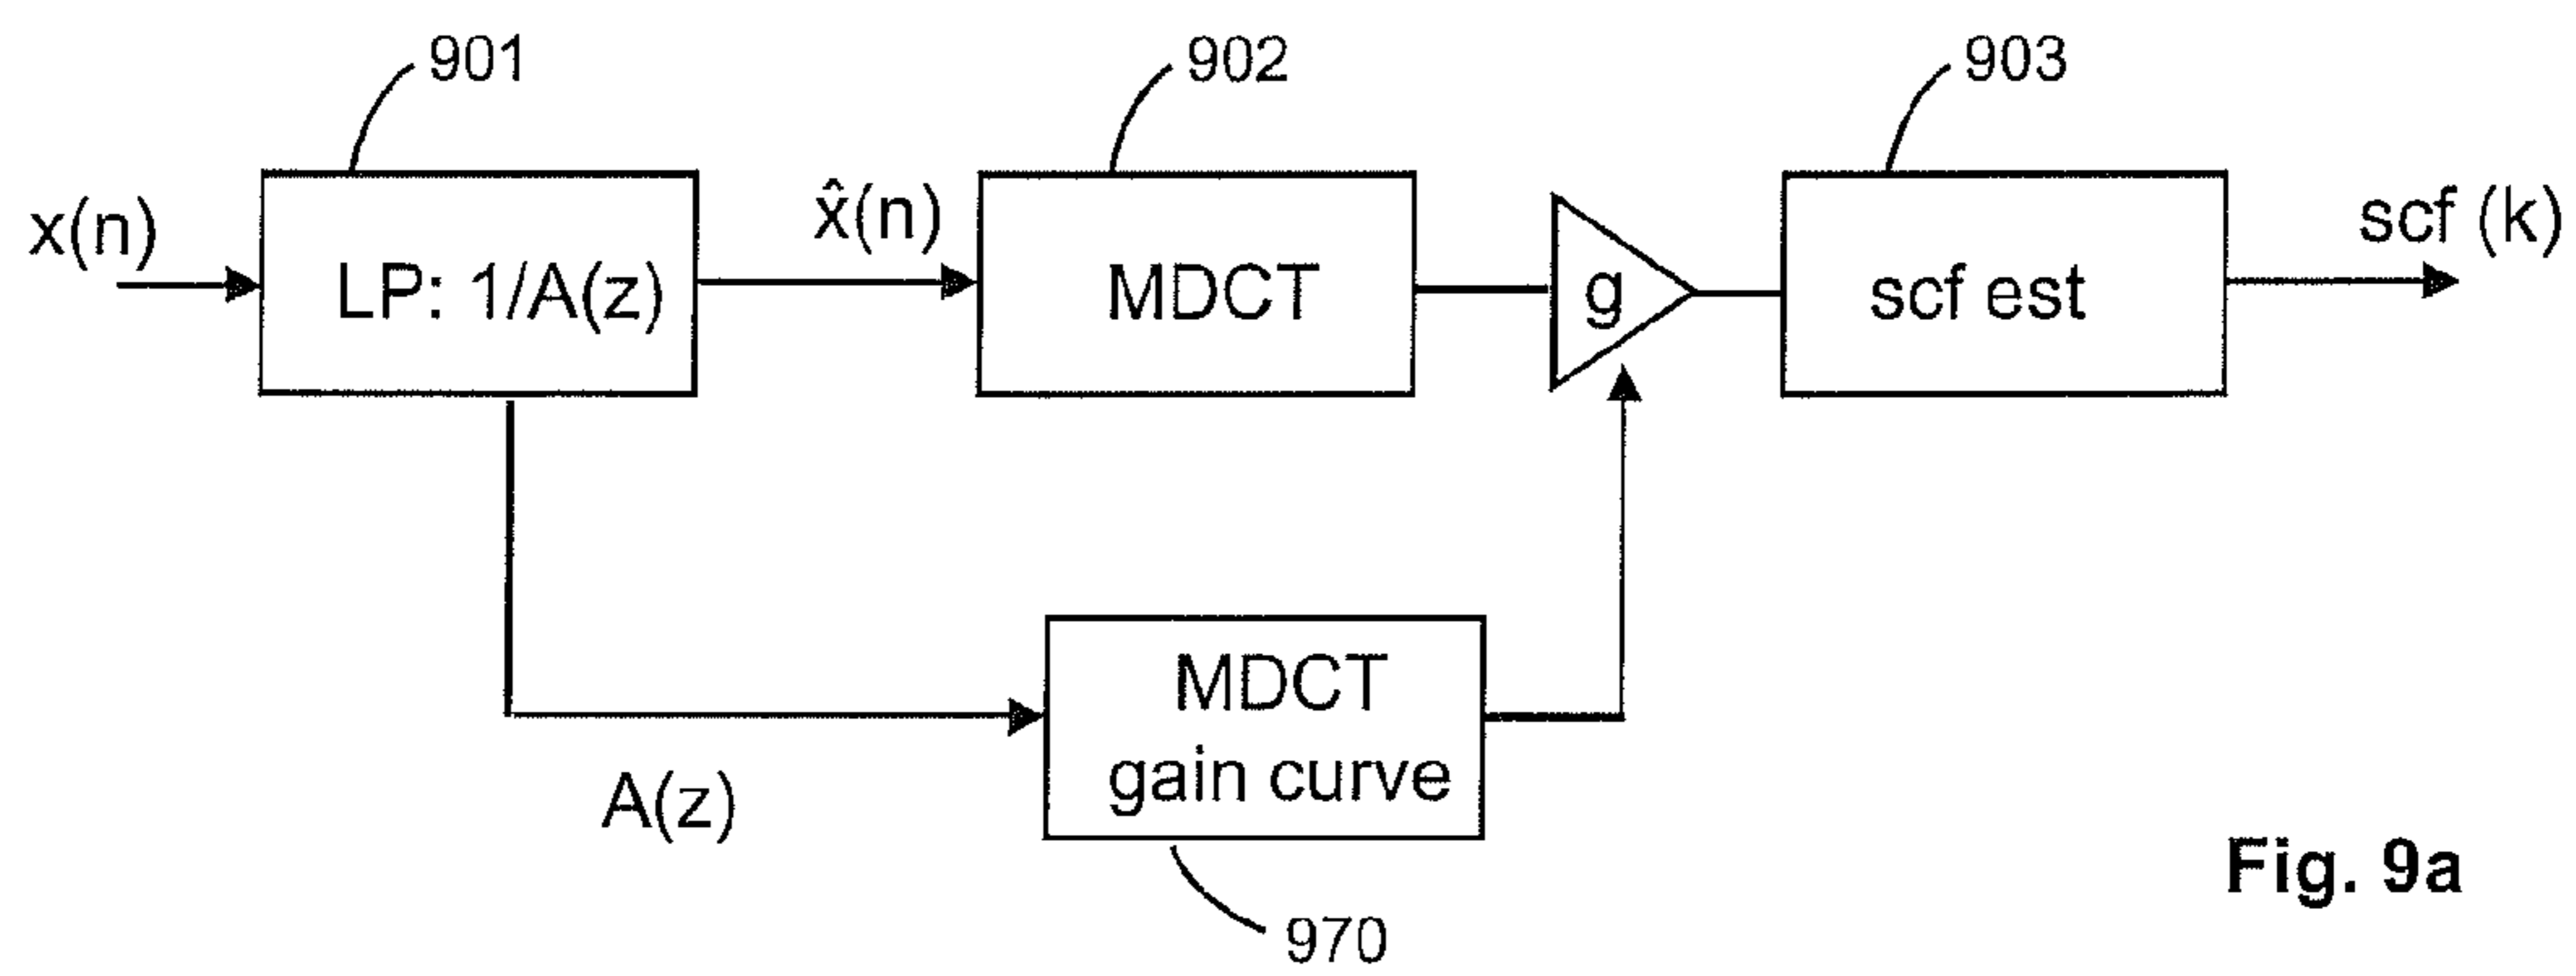 901
902
903
x(n)
LP: 1/A(z)
x̂(n)
MDCT
g
scf est
scf (k)
MDCT
gain curve
A(z)
970
Fig. 9a